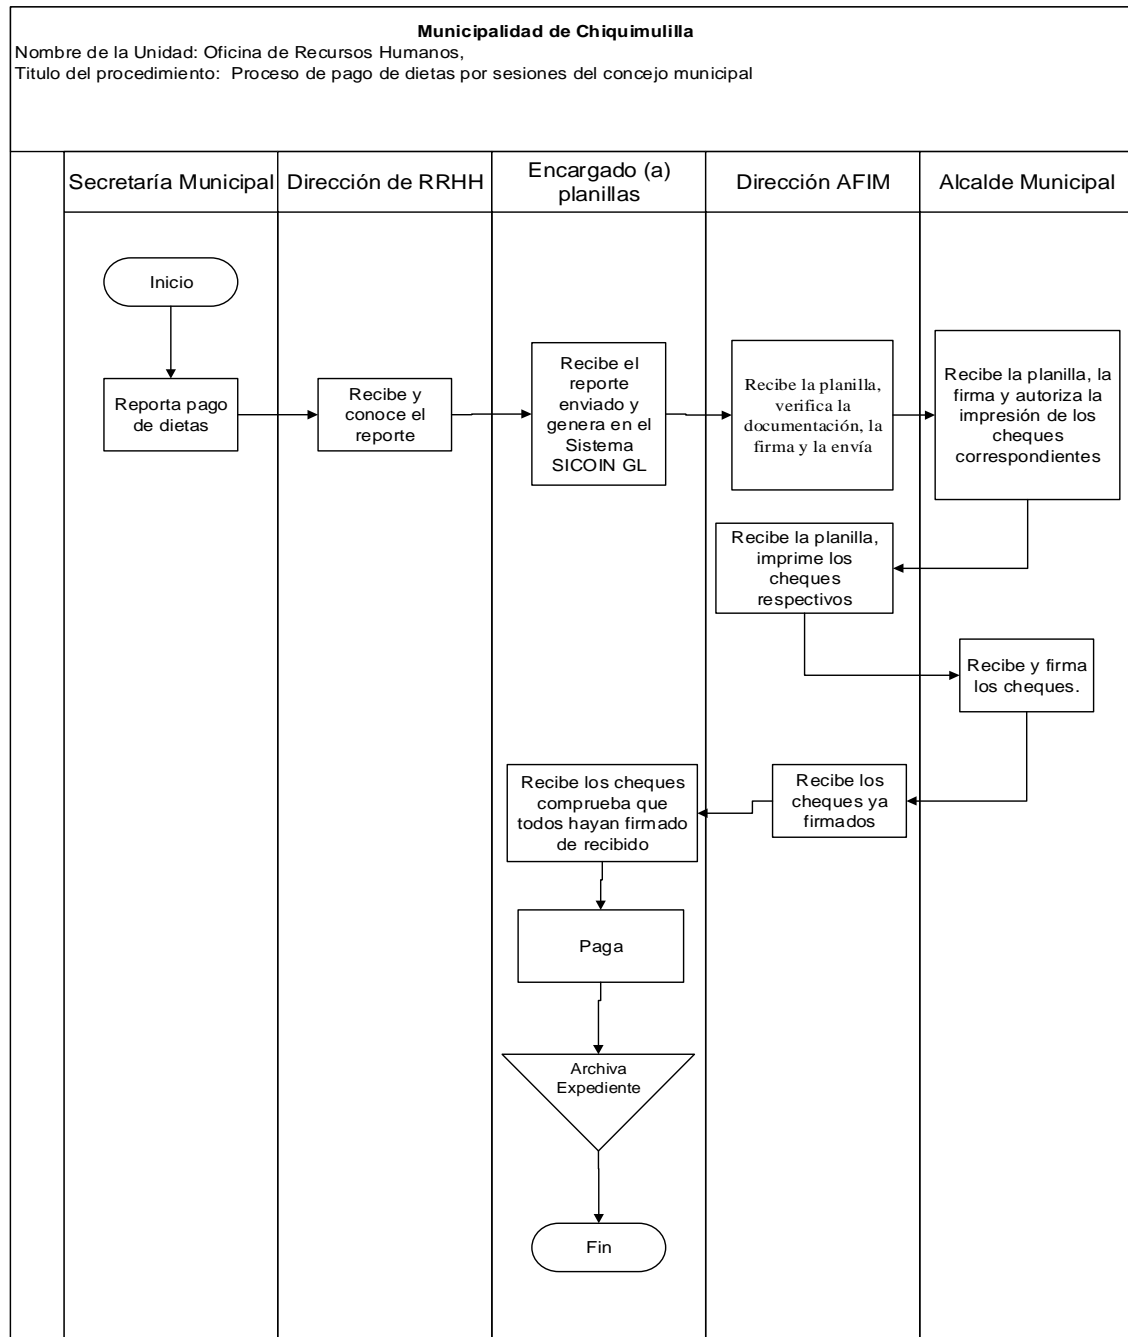 Municipalidad de Chiquimulilla
Nombre de la Unidad: Oficina de Recursos Humanos,
Titulo del procedimiento:  Proceso de pago de dietas por sesiones del concejo municipal
Secretaría Municipal
Dirección de RRHH
Encargado (a)
planillas
Dirección AFIM
Alcalde Municipal
Inicio
Reporta pago
de dietas
Recibe y
conoce el
reporte
Recibe el
reporte
enviado y
genera en el
Sistema
SICOIN GL
Recibe la planilla,
verifica la
documentación, la
firma y la envía
Recibe la planilla, la
firma y autoriza la
impresión de los
cheques
correspondientes
Recibe la planilla,
imprime los
cheques
respectivos
Recibe y firma
los cheques.
Recibe los
cheques ya
firmados
Recibe los cheques
comprueba que
todos hayan firmado
de recibido
Paga
Archiva
Expediente
Fin